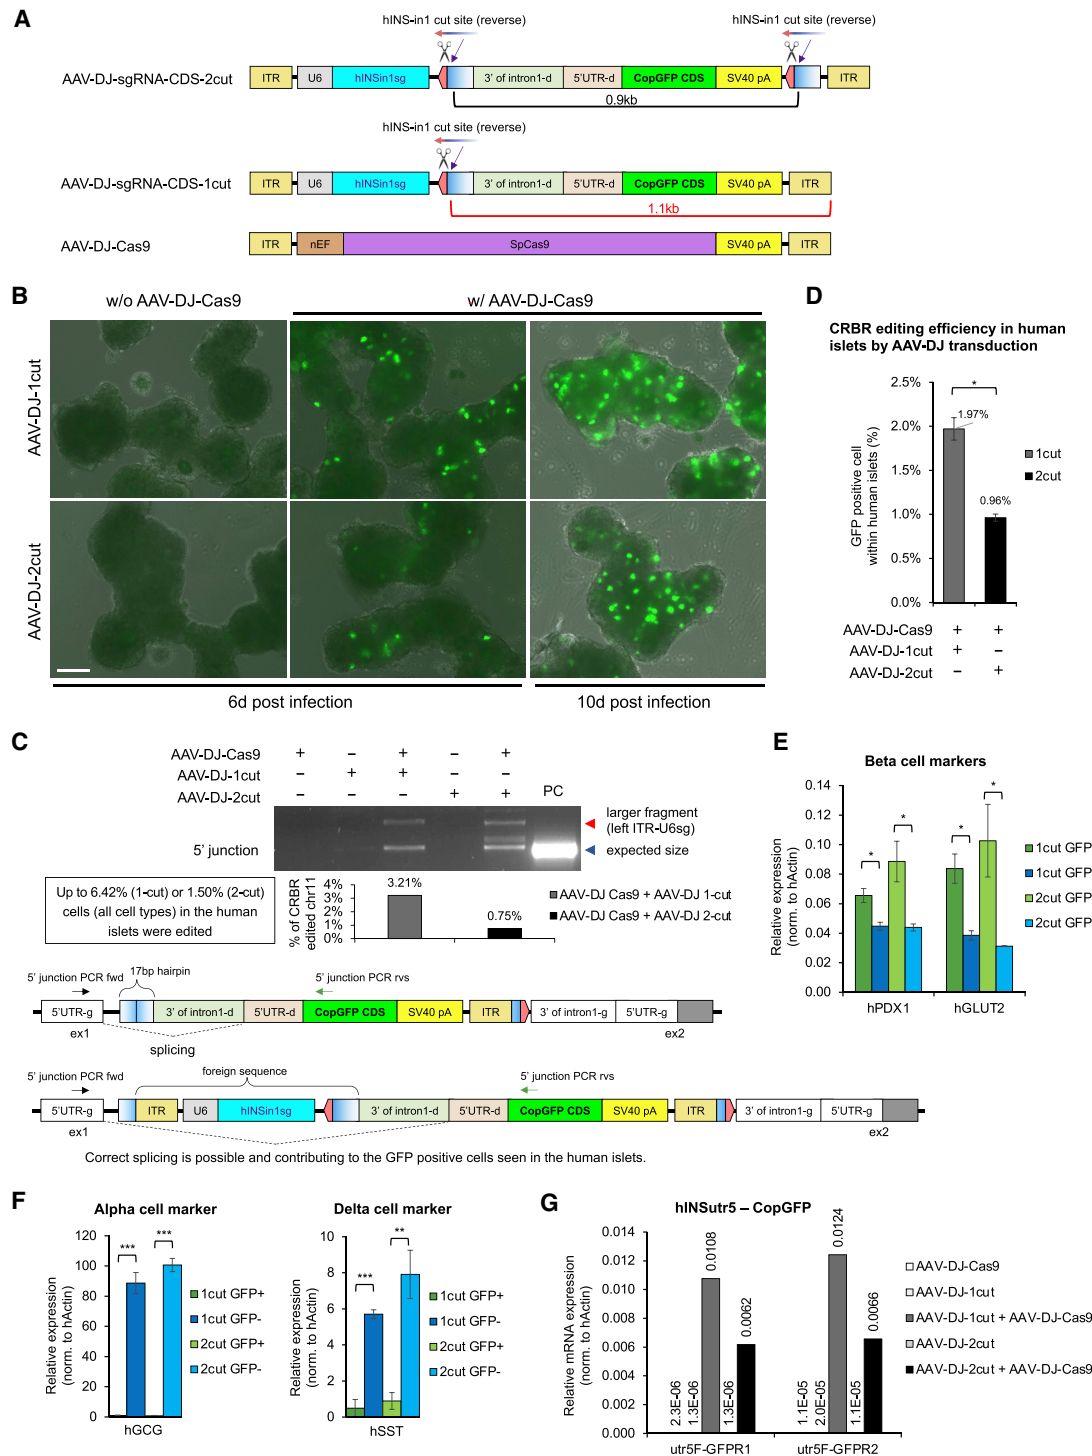 A
hINS-in1 cut site (reverse)
hINS-in1 cut site (reverse)
AAV-DJ-sgRNA-CDS-2cut
ITR
U6
hINSin1sg
3' of intron1-d
5'UTR-d
CopGFP CDS
SV40 pA
ITR
0.9kb
hINS-in1 cut site (reverse)
AAV-DJ-sgRNA-CDS-1cut
ITR
U6
hINSin1sg
3' of intron1-d
5'UTR-d
CopGFP CDS
SV40 pA
ITR
1.1kb
AAV-DJ-Cas9
ITR
nEF
SpCas9
SV40 pA
ITR
B
w/o AAV-DJ-Cas9
w/ AAV-DJ-Cas9
AAV-DJ-1cut
AAV-DJ-2cut
6d post infection
10d post infection
D
CRBR editing efficiency in human
islets by AAV-DJ transduction
GFP positive cell
within human islets (%)
2.5%
2.0%
1.5%
1.0%
0.5%
0.0%
*
1.97%
0.96%
1cut
2cut
AAV-DJ-Cas9 + +
AAV-DJ-1cut + –
AAV-DJ-2cut – +
C
AAV-DJ-Cas9 + – + – +
AAV-DJ-1cut – + + – –
AAV-DJ-2cut – – – + + PC
larger fragment
(left ITR-U6sg)
5' junction
expected size
Up to 6.42% (1-cut) or 1.50% (2-cut)
cells (all cell types) in the human
islets were edited
% of CRBR
edited chr11
4%
3%
2%
1%
0%
3.21%
0.75%
AAV-DJ Cas9 + AAV-DJ 1-cut
AAV-DJ Cas9 + AAV-DJ 2-cut
5' junction PCR fwd
17bp hairpin
5' junction PCR rvs
5'UTR-g
3' of intron1-d
5'UTR-d
CopGFP CDS
SV40 pA
ITR
3' of intron1-g
5'UTR-g
ex1
ex2
splicing
5' junction PCR fwd
foreign sequence
5' junction PCR rvs
5'UTR-g
ITR
U6
hINSin1sg
3' of intron1-d
5'UTR-d
CopGFP CDS
SV40 pA
ITR
3' of intron1-g
5'UTR-g
ex1
ex2
Correct splicing is possible and contributing to the GFP positive cells seen in the human islets.
E
Beta cell markers
Relative expression
(norm. to hActin)
0.14
0.12
0.10
0.08
0.06
0.04
0.02
0.00
*
*
*
*
hPDX1
hGLUT2
1cut GFP
1cut GFP
2cut GFP
2cut GFP
F
Alpha cell marker
Relative expression
(norm. to hActin)
120
100
80
60
40
20
0
***
***
hGCG
1cut GFP+
1cut GFP-
2cut GFP+
2cut GFP-
Delta cell marker
Relative expression
(norm. to hActin)
10
8
6
4
2
0
***
**
hSST
1cut GFP+
1cut GFP-
2cut GFP+
2cut GFP-
G
hINSutr5 – CopGFP
Relative mRNA expression
(norm. to hActin)
0.014
0.012
0.010
0.008
0.006
0.004
0.002
0.000
2.3E-06
1.3E-06
0.0108
1.3E-06
0.0062
1.1E-05
2.0E-05
0.0124
1.1E-05
0.0066
utr5F-GFPR1
utr5F-GFPR2
AAV-DJ-Cas9
AAV-DJ-1cut
AAV-DJ-1cut + AAV-DJ-Cas9
AAV-DJ-2cut
AAV-DJ-2cut + AAV-DJ-Cas9